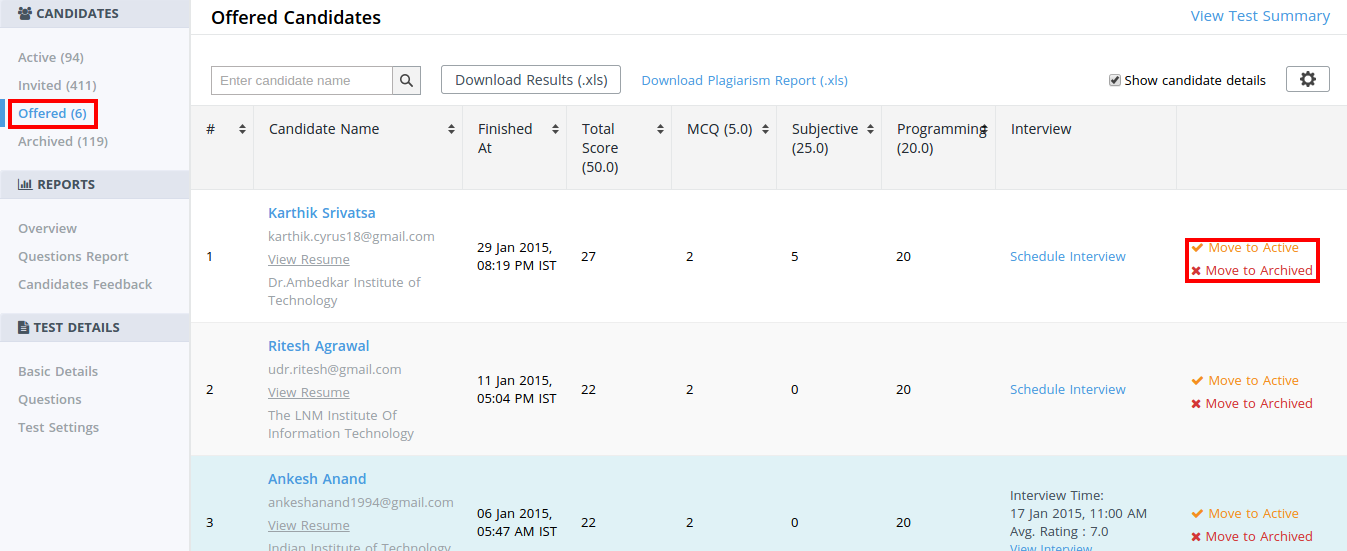 CANDIDATES
Active (94)
Invited (411)
Offered (6)
Archived (119)
REPORTS
Overview
Questions Report
Candidates Feedback
TEST DETAILS
Basic Details
Questions
Test Settings
Offered Candidates
View Test Summary
Enter candidate name
Download Results (.xls)
Download Plagiarism Report (.xls)
Show candidate details
#
Candidate Name
Finished
At
Total
Score
(50.0)
MCQ (5.0)
Subjective
(25.0)
Programming
(20.0)
Interview
1
Karthik Srivatsa
karthik.cyrus18@gmail.com
View Resume
Dr.Ambedkar Institute of
Technology
29 Jan 2015,
08:19 PM IST
27
2
5
20
Schedule Interview
Move to Active
Move to Archived
2
Ritesh Agrawal
udr.ritesh@gmail.com
View Resume
The LNM Institute Of
Information Technology
11 Jan 2015,
05:04 PM IST
22
2
0
20
Schedule Interview
Move to Active
Move to Archived
3
Ankesh Anand
ankeshanand1994@gmail.com
View Resume
Indian Institute of Technology
06 Jan 2015,
05:47 AM IST
22
2
0
20
Interview Time:
17 Jan 2015, 11:00 AM
Avg. Rating : 7.0
View Interview
Move to Active
Move to Archived